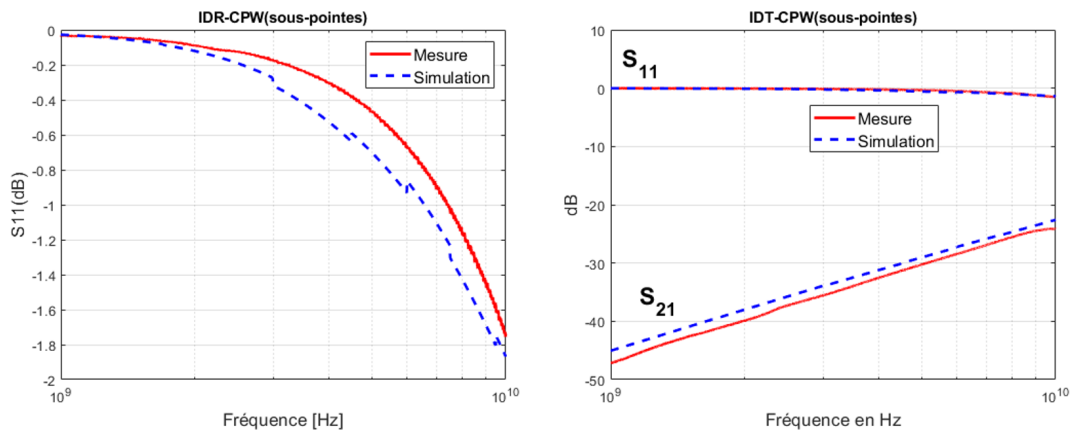 IDR-CPW(sous-pointes)
0
-0.2
-0.4
-0.6
-0.8
-1
-1.2
-1.4
-1.6
-1.8
-2
S11(dB)
Mesure
Simulation
10^9
10^10
Fréquence [Hz]
IDT-CPW(sous-pointes)
10
0
-10
-20
-30
-40
-50
dB
S11
Mesure
Simulation
S21
10^9
10^10
Fréquence en Hz